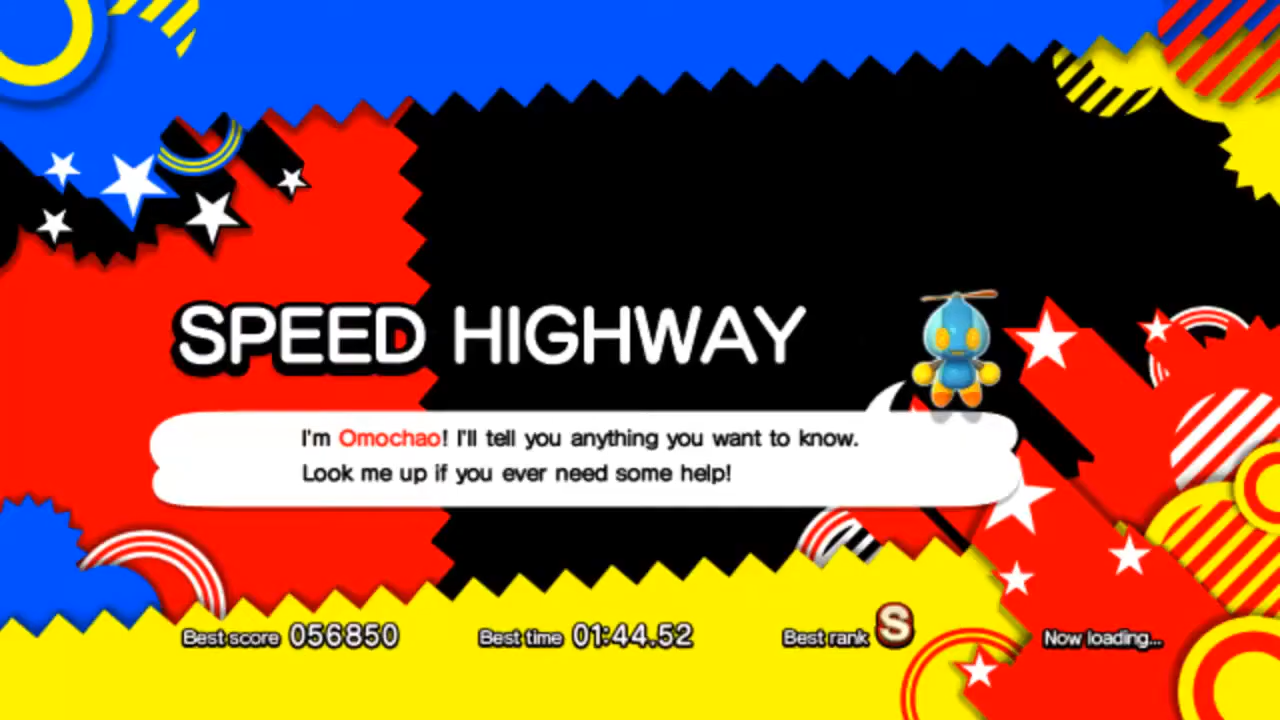 SPEED HIGHWAY
I'm Omochao! I'll tell you anything you want to know.
Look me up if you ever need some help!
Best score 056850 Best time 01:44.52 Best rank S Now loading...